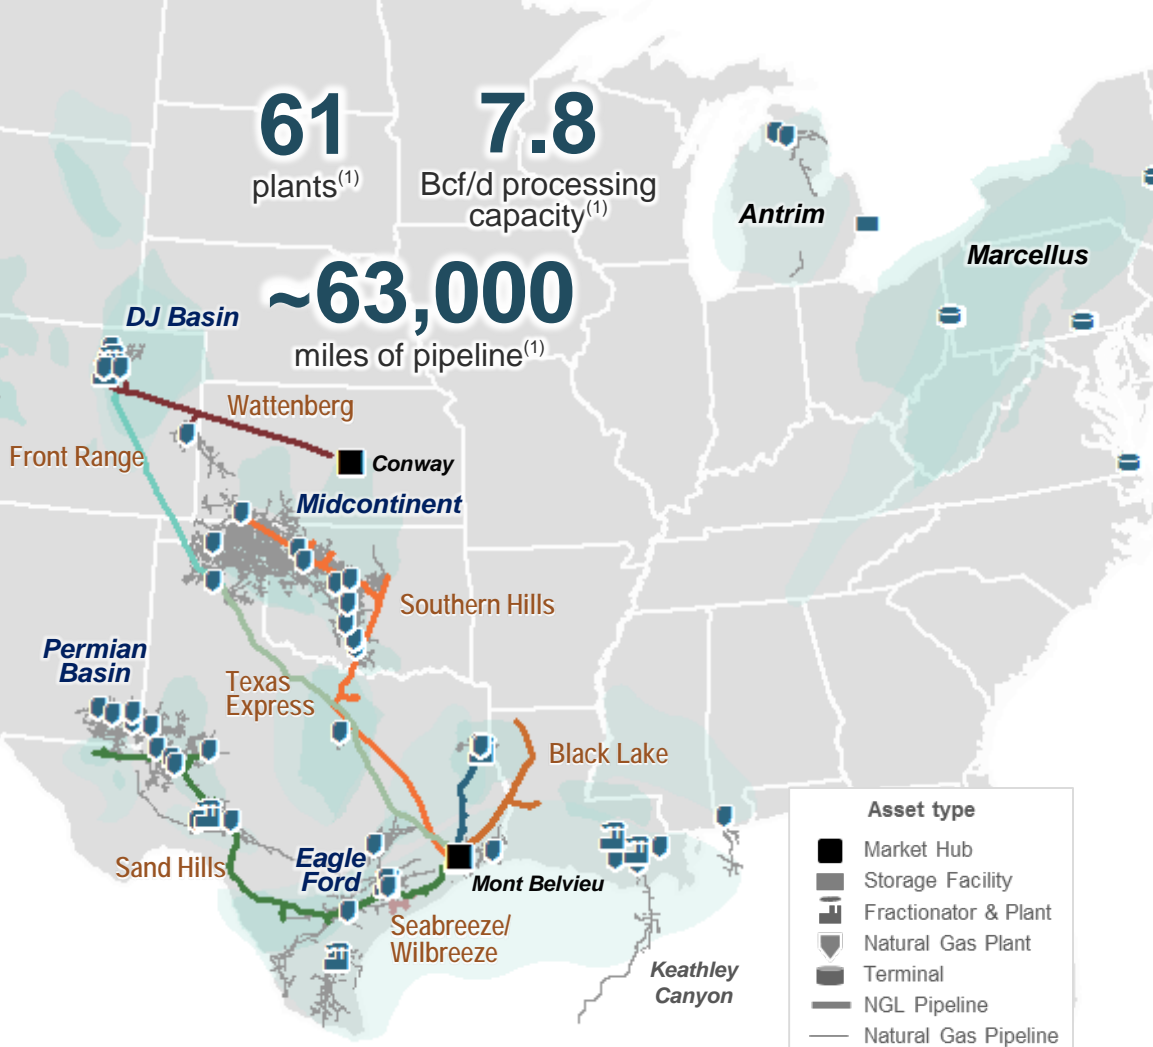 61
plants(1)
7.8
Bcf/d processing
capacity(1)
~63,000
miles of pipeline(1)
Antrim
Marcellus
DJ Basin
Wattenberg
Front Range
Conway
Midcontinent
Southern Hills
Permian
Basin
Texas
Express
Black Lake
Sand Hills
Eagle
Ford
Mont Belvieu
Seabreeze/
Wilbreeze
Keathley
Canyon
Asset type
Market Hub
Storage Facility
Fractionator & Plant
Natural Gas Plant
Terminal
NGL Pipeline
Natural Gas Pipeline